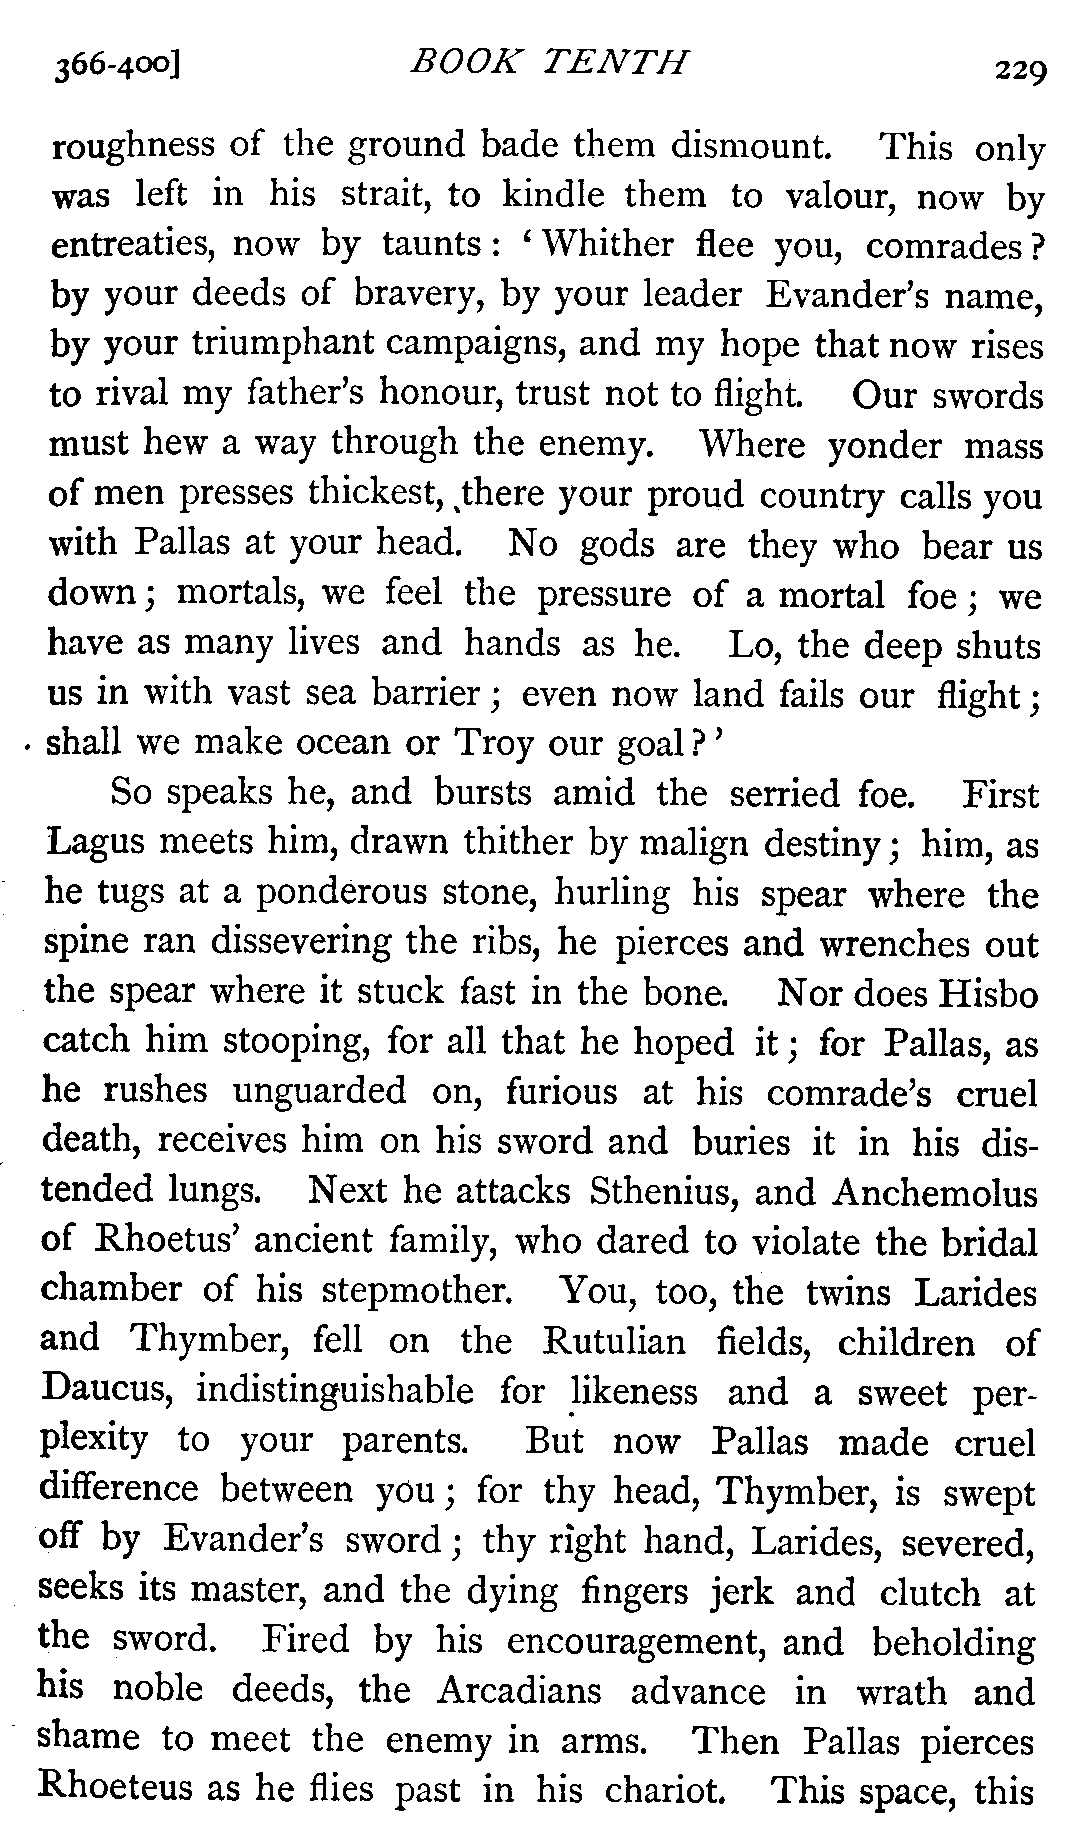 366-400] BOOK TENTH 229
roughness of the ground bade them dismount. This only
was left in his strait, to kindle them to valour, now by
entreaties, now by taunts : ‘ Whither flee you, comrades ?
by your deeds of bravery, by your leader Evander’s name,
by your triumphant campaigns, and my hope that now rises
to rival my father’s honour, trust not to flight. Our swords
must hew a way through the enemy. Where yonder mass
of men presses thickest, there your proud country calls you
with Pallas at your head. No gods are they who bear us
down ; mortals, we feel the pressure of a mortal foe ; we
have as many lives and hands as he. Lo, the deep shuts
us in with vast sea barrier ; even now land fails our flight ;
shall we make ocean or Troy our goal ? ’
So speaks he, and bursts amid the serried foe. First
Lagus meets him, drawn thither by malign destiny ; him, as
he tugs at a ponderous stone, hurling his spear where the
spine ran dissevering the ribs, he pierces and wrenches out
the spear where it stuck fast in the bone. Nor does Hisbo
catch him stooping, for all that he hoped it ; for Pallas, as
he rushes unguarded on, furious at his comrade’s cruel
death, receives him on his sword and buries it in his dis-
tended lungs. Next he attacks Sthenius, and Anchemolus
of Rhoetus’ ancient family, who dared to violate the bridal
chamber of his stepmother. You, too, the twins Larides
and Thymber, fell on the Rutulian fields, children of
Daucus, indistinguishable for likeness and a sweet per-
plexity to your parents. But now Pallas made cruel
difference between you ; for thy head, Thymber, is swept
off by Evander’s sword ; thy right hand, Larides, severed,
seeks its master, and the dying fingers jerk and clutch at
the sword. Fired by his encouragement, and beholding
his noble deeds, the Arcadians advance in wrath and
shame to meet the enemy in arms. Then Pallas pierces
Rhoeteus as he flies past in his chariot. This space, this